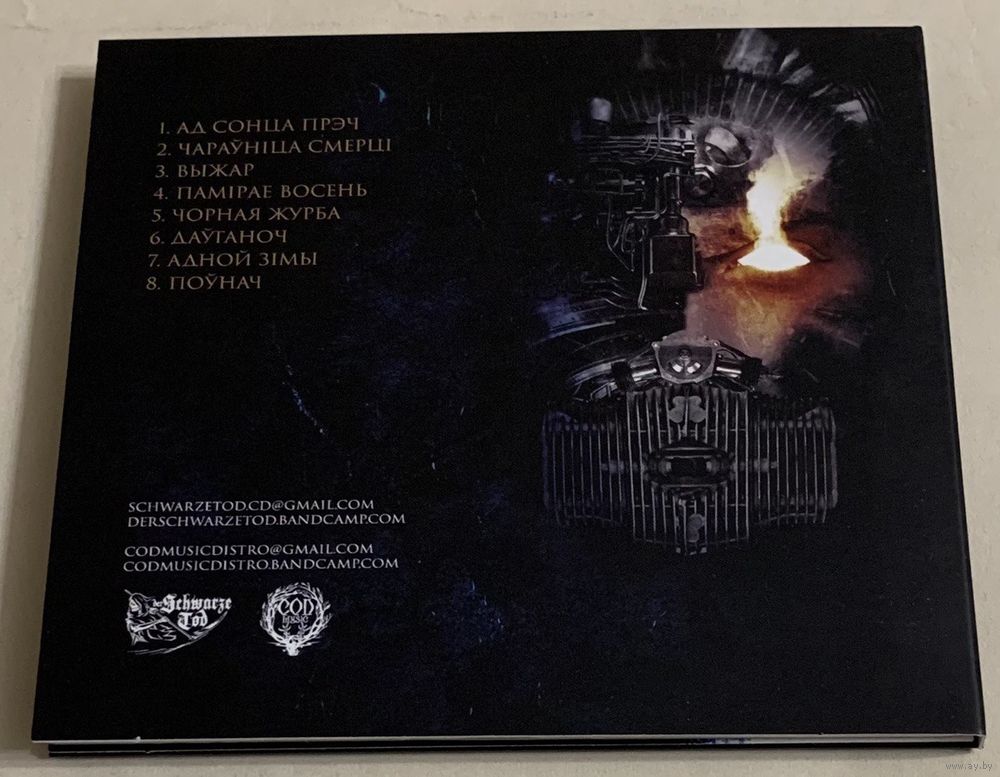 1. АД СОНЦА ПРЭЧ
2. ЧАРАЎНІЦА СМЕРЦІ
3. ВЫЖАР
4. ПАМІРАЕ ВОСЕНЬ
5. ЧОРНАЯ ЖУРБА
6. ДАЎГАНОЧ
7. АДНОЙ ЗІМЫ
8. ПОЎНАЧ
SCHWARZETOD.CD@GMAIL.COM
DERSCHWARZETOD.BANDCAMP.COM
CODMUSICDISTRO@GMAIL.COM
CODMUSICDISTRO.BANDCAMP.COM
der Schwarze
Tod
COD
MUSIC
www.ay.by